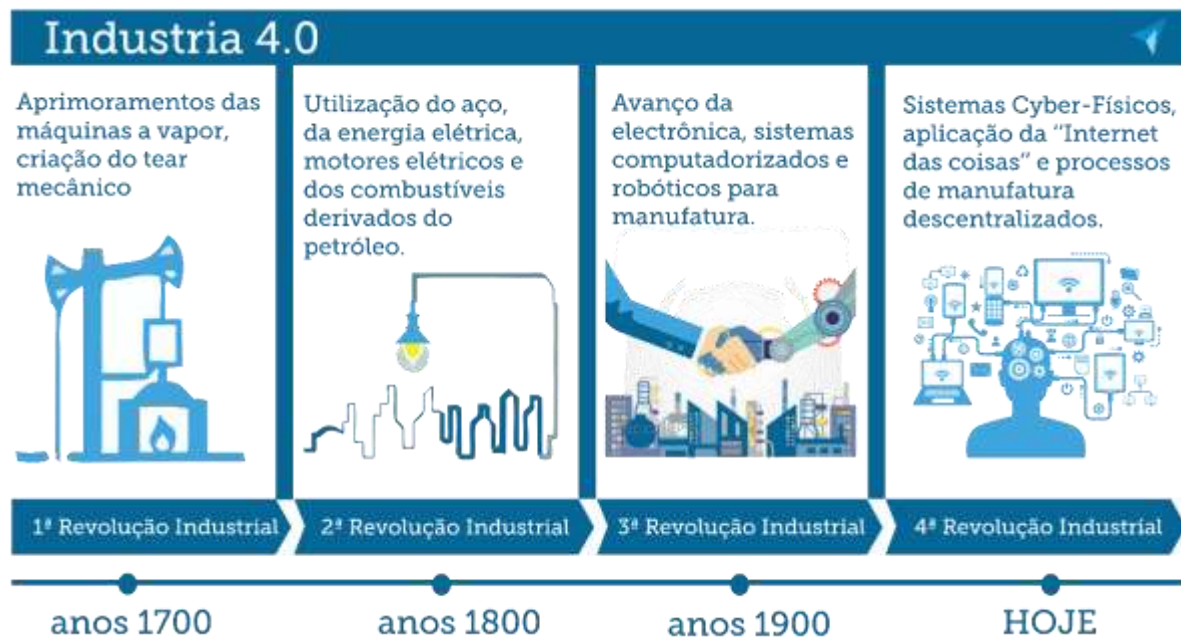 Industria 4.0
Aprimoramentos das
máquinas a vapor,
criação do tear
mecânico
Utilização do aço,
da energia elétrica,
motores elétricos e
dos combustíveis
derivados do
petróleo.
Avanço da
electrônica, sistemas
computadorizados e
robóticos para
manufatura.
Sistemas Cyber-Físicos,
aplicação da "Internet
das coisas" e processos
de manufatura
descentralizados.
1ª Revolução Industrial
2ª Revolução Industrial
3ª Revolução Industrial
4ª Revolução Industrial
anos 1700
anos 1800
anos 1900
HOJE